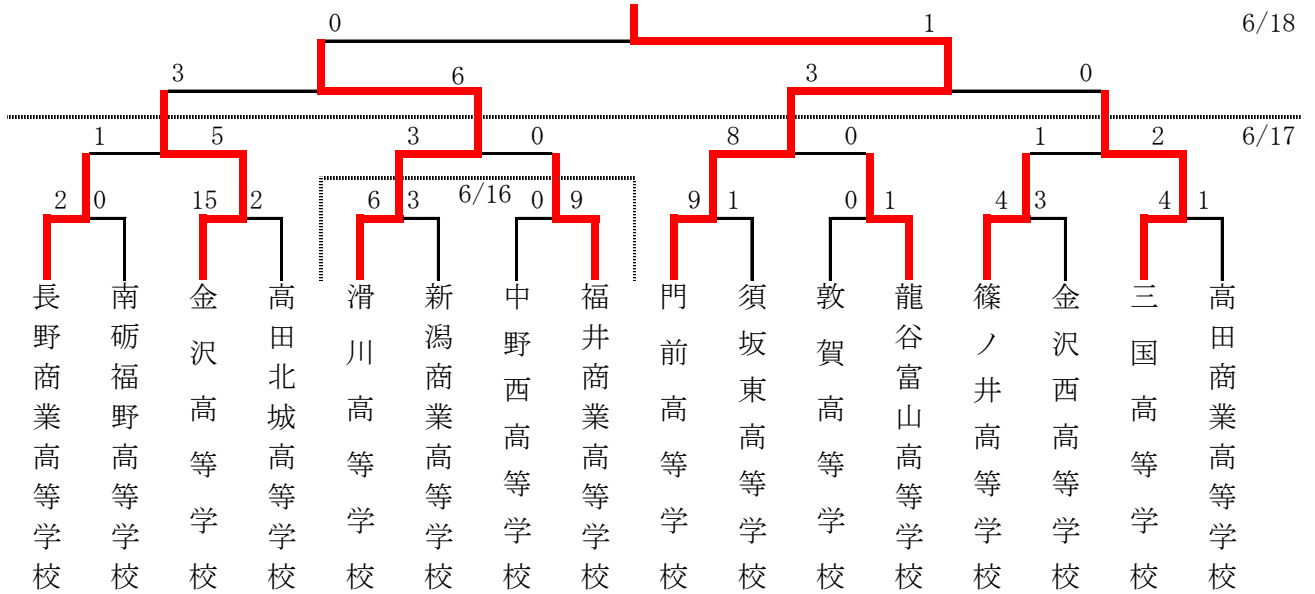 0 1 6/18
3 6 3 0
1 5 3 0 8 0 1 2 6/17
6/16
2 0 15 2 6 3 0 9 9 1 0 1 4 3 4 1
長野商業高等学校
南砺福野高等学校
金沢高等学校
高田北城高等学校
滑川高等学校
新潟商業高等学校
中野西高等学校
福井商業高等学校
門前高等学校
須坂東高等学校
敦賀高等学校
龍谷富山高等学校
篠ノ井高等学校
金沢西高等学校
三国高等学校
高田商業高等学校